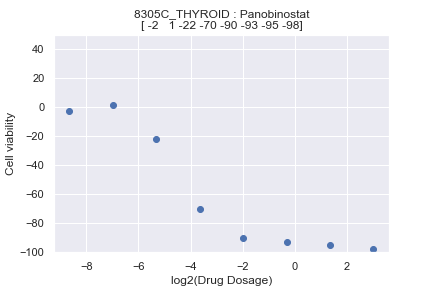 8305C_THYROID : Panobinostat
[ -2 1 -22 -70 -90 -93 -95 -98]
40
20
0
−20
−40
−60
−80
−100
Cell viability
−8 −6 −4 −2 0 2
log2(Drug Dosage)